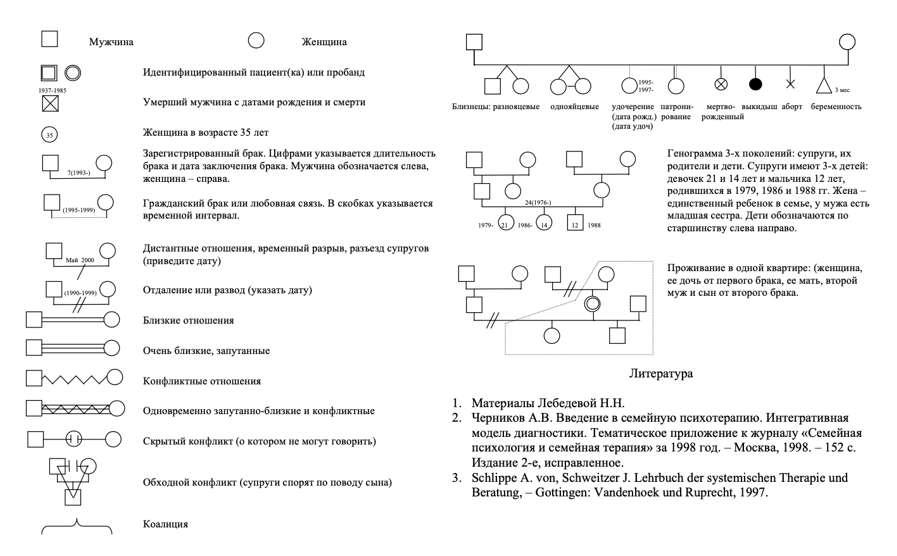 Мужчина
Женщина
Идентифицированный пациент(ка) или пробанд
1937-1985
Умерший мужчина с датами рождения и смерти
35
Женщина в возрасте 35 лет
7(1993-)
Зарегистрированный брак. Цифрами указывается длительность
брака и дата заключения брака. Мужчина обозначается слева,
женщина – справа.
(1995-1999)
Гражданский брак или любовная связь. В скобках указывается
временной интервал.
Май 2000
Дистантные отношения, временный разрыв, разъезд супругов
(приведите дату)
(1990-1999)
Отдаление или развод (указать дату)
Близкие отношения
Очень близкие, запутанные
Конфликтные отношения
Одновременно запутанно-близкие и конфликтные
Скрытый конфликт (о котором не могут говорить)
Обходной конфликт (супруги спорят по поводу сына)
Коалиция
1995-
1997-
3 мес
Близнецы: разнояцевые
однояйцевые
удочерение
(дата рожд.)
(дата удоч)
патрони-
рование
мертво-
рожденный
выкидыш
аборт
беременность
Генограмма 3-х поколений: супруги, их
родители и дети. Супруги имеют 3-х детей:
девочек 21 и 14 лет и мальчика 12 лет,
родившихся в 1979, 1986 и 1988 гг. Жена –
единственный ребенок в семье, у мужа есть
младшая сестра. Дети обозначаются по
старшинству слева направо.
24(1976-)
1979-
21
1986-
14
12
1988
Проживание в одной квартире: (женщина,
ее дочь от первого брака, ее мать, второй
муж и сын от второго брака.
Литература
1. Материалы Лебедевой Н.Н.
2. Черников А.В. Введение в семейную психотерапию. Интегративная
модель диагностики. Тематическое приложение к журналу «Семейная
психология и семейная терапия» за 1998 год. – Москва, 1998. – 152 с.
Издание 2-е, исправленное.
3. Schlippe A. von, Schweitzer J. Lehrbuch der systemischen Therapie und
Beratung, – Gottingen: Vandenhoek und Ruprecht, 1997.